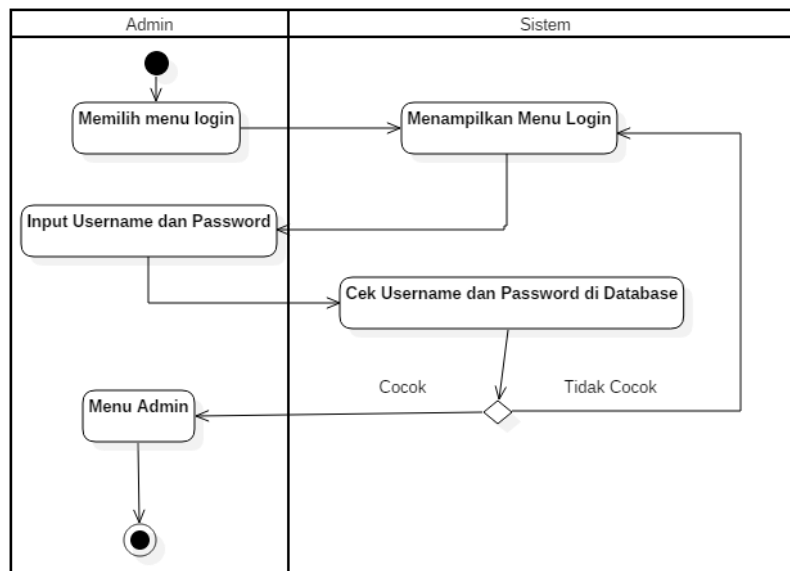 Admin
Sistem
Memilih menu login
Menampilkan Menu Login
Input Username dan Password
Cek Username dan Password di Database
Cocok
Tidak Cocok
Menu Admin